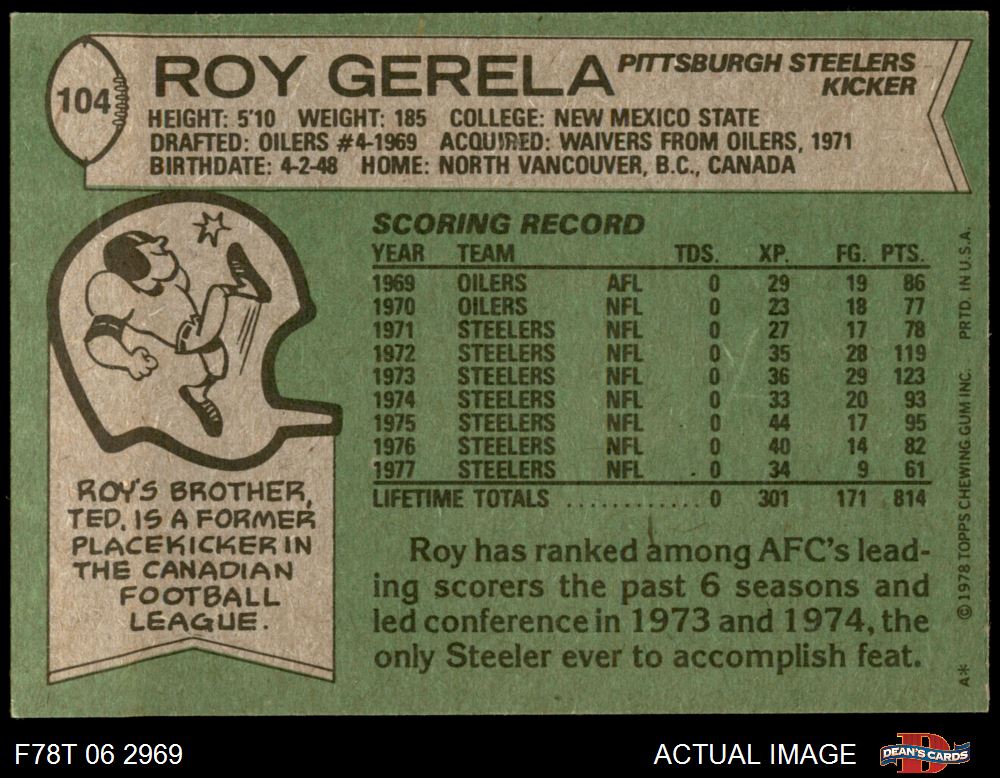 104
ROY GERELA
PITTSBURGH STEELERS
KICKER
HEIGHT: 5'10 WEIGHT: 185 COLLEGE: NEW MEXICO STATE
DRAFTED: OILERS #4-1969 ACQUIRED: WAIVERS FROM OILERS, 1971
BIRTHDATE: 4-2-48 HOME: NORTH VANCOUVER, B.C., CANADA
SCORING RECORD
YEAR TEAM TDS. XP. FG. PTS.
1969 OILERS AFL 0 29 19 86
1970 OILERS NFL 0 23 18 77
1971 STEELERS NFL 0 27 17 78
1972 STEELERS NFL 0 35 28 119
1973 STEELERS NFL 0 36 29 123
1974 STEELERS NFL 0 33 20 93
1975 STEELERS NFL 0 44 17 95
1976 STEELERS NFL 0 40 14 82
1977 STEELERS NFL 0 34 9 61
LIFETIME TOTALS ............ 0 301 171 814
ROY'S BROTHER,
TED, IS A FORMER
PLACEKICKER IN
THE CANADIAN
FOOTBALL
LEAGUE.
Roy has ranked among AFC's lead-
ing scorers the past 6 seasons and
led conference in 1973 and 1974, the
only Steeler ever to accomplish feat.
A* © 1978 TOPPS CHEWING GUM INC. PRTD. IN U.S.A.
F78T 06 2969
ACTUAL IMAGE
D
DEAN'S CARDS